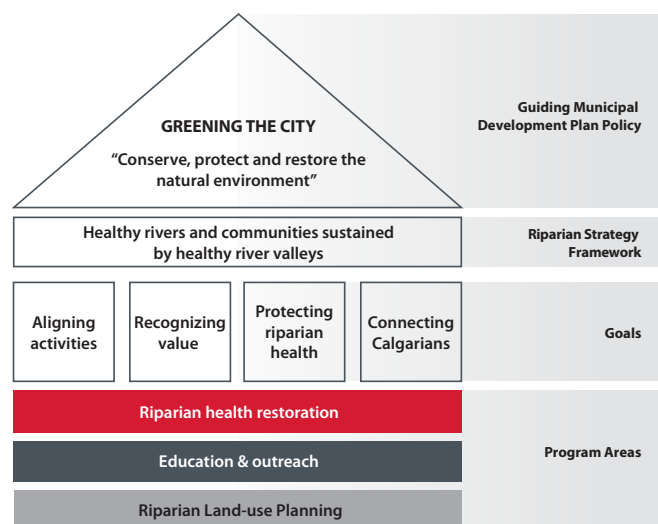 GREENING THE CITY
“Conserve, protect and restore the
natural environment”
Guiding Municipal
Development Plan Policy
Healthy rivers and communities sustained
by healthy river valleys
Riparian Strategy
Framework
Aligning
activities
Recognizing
value
Protecting
riparian
health
Connecting
Calgarians
Goals
Riparian health restoration
Education & outreach
Riparian Land-use Planning
Program Areas